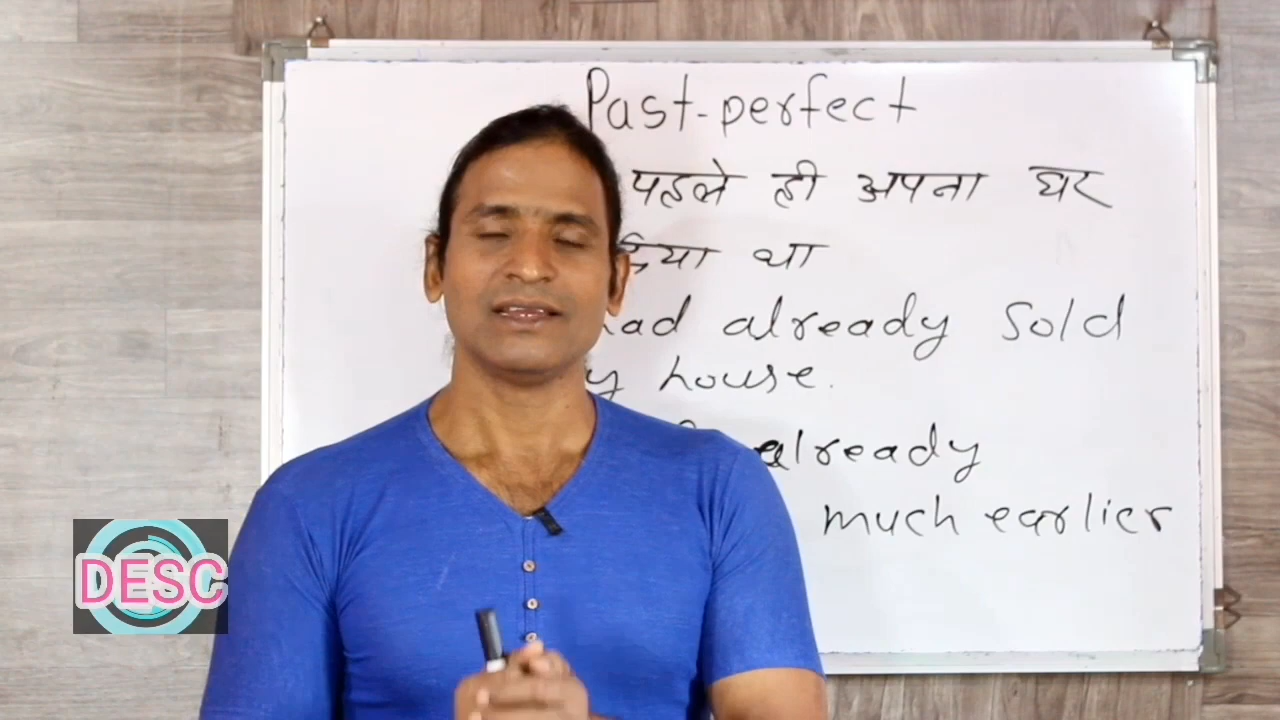 Past-perfect
पहले ही अपना घर
दिया था
had already sold
house.
already
much earlier
DESC